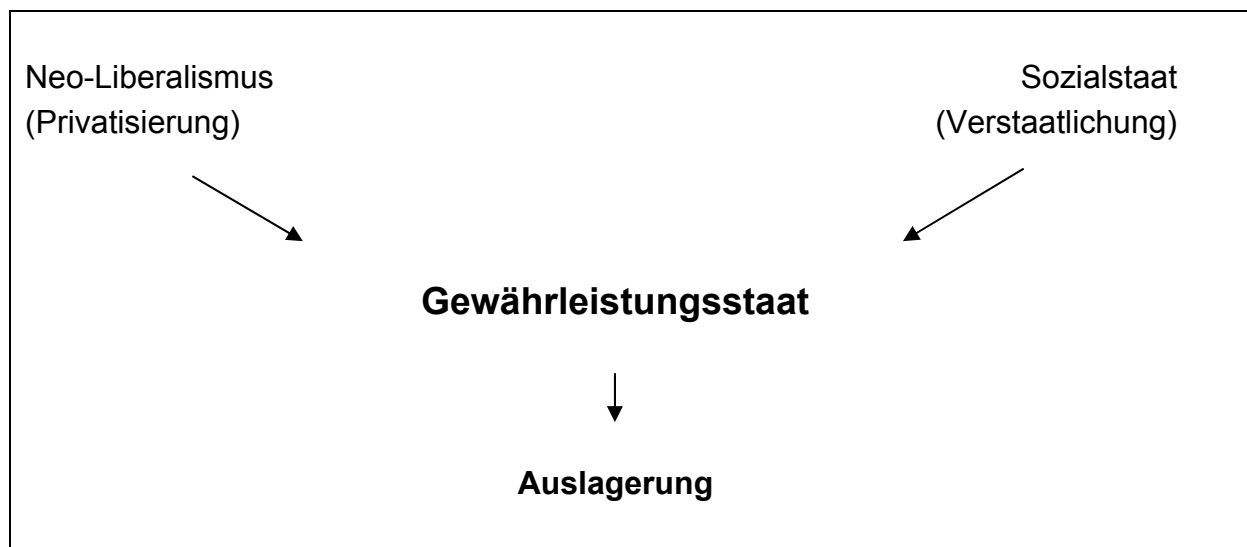 Neo-Liberalismus
(Privatisierung)
Sozialstaat
(Verstaatlichung)
Gewährleistungsstaat
Auslagerung